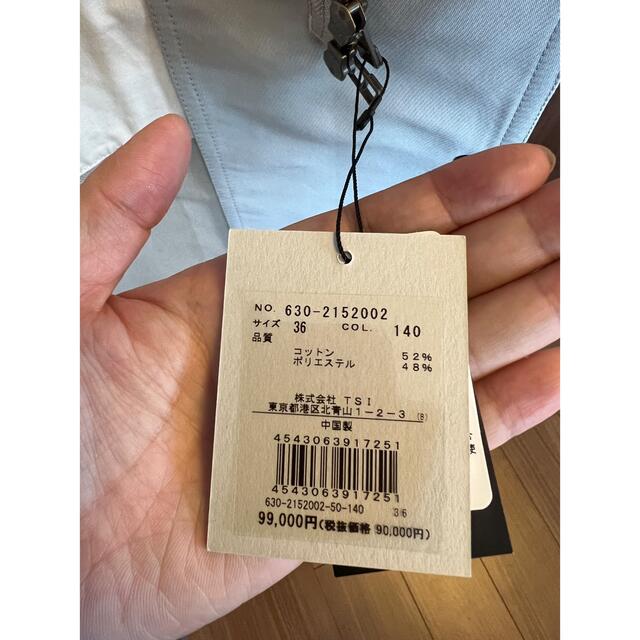 NO. 630-2152002
サイズ 36 COL. 140
品質
コットン 52%
ポリエステル 48%
株式会社 TSI
東京都港区北青山1-2-3 (B)
中国製
4543063917251
4543063917251
630-2152002-50-140 36
99,000円(税抜価格 90,000円)